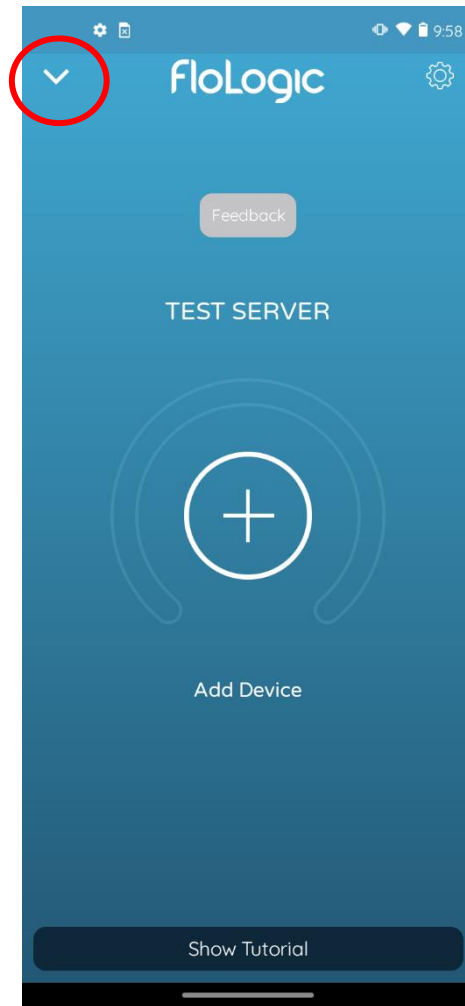 9:58
FloLogic
Feedback
TEST SERVER
Add Device
Show Tutorial